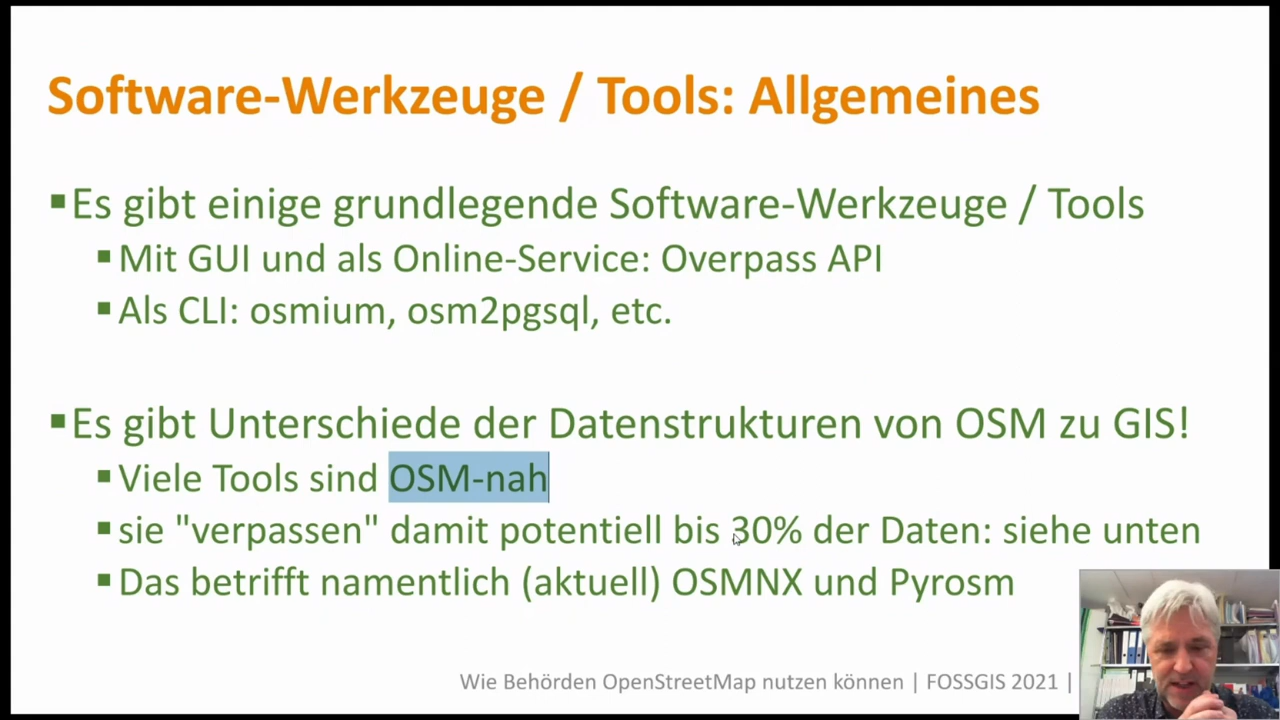 Software-Werkzeuge / Tools: Allgemeines
▪Es gibt einige grundlegende Software-Werkzeuge / Tools
▪Mit GUI und als Online-Service: Overpass API
▪Als CLI: osmium, osm2pgsql, etc.
▪Es gibt Unterschiede der Datenstrukturen von OSM zu GIS!
▪Viele Tools sind OSM-nah
▪sie "verpassen" damit potentiell bis 30% der Daten: siehe unten
▪Das betrifft namentlich (aktuell) OSMNX und Pyrosm
Wie Behörden OpenStreetMap nutzen können | FOSSGIS 2021 |